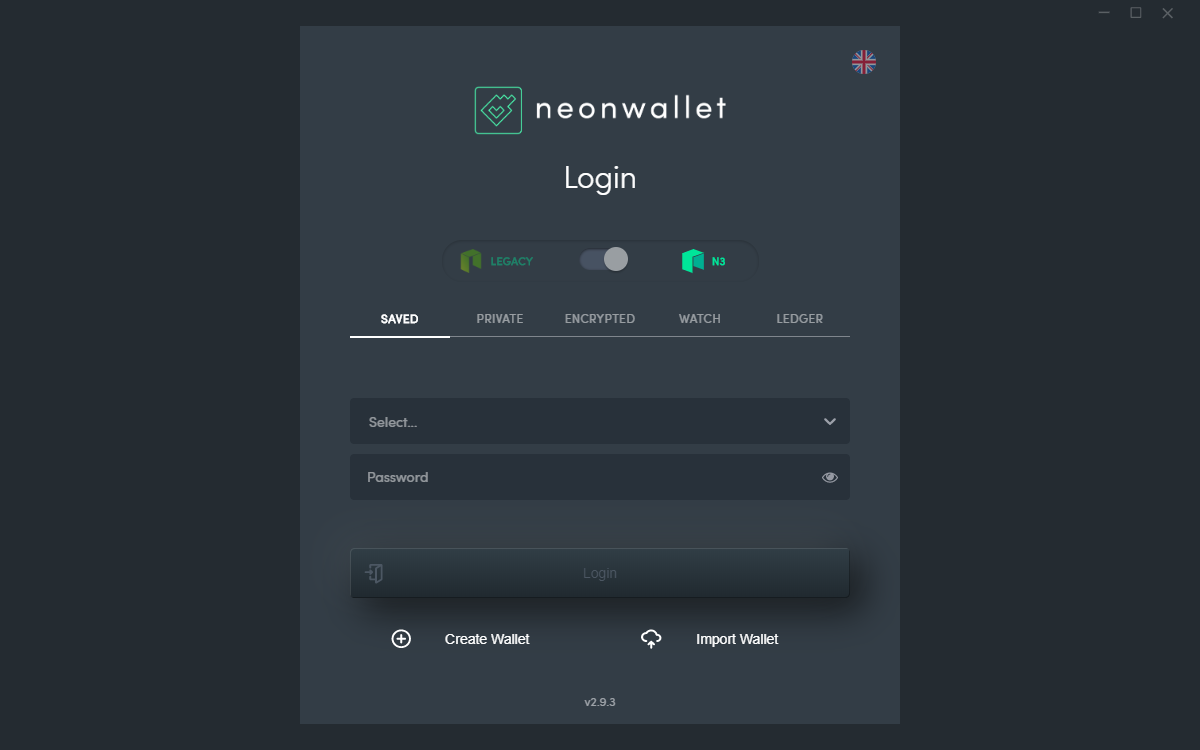 neonwallet
Login
LEGACY N3
SAVED PRIVATE ENCRYPTED WATCH LEDGER
Select...
Password
Login
Create Wallet Import Wallet
v2.9.3